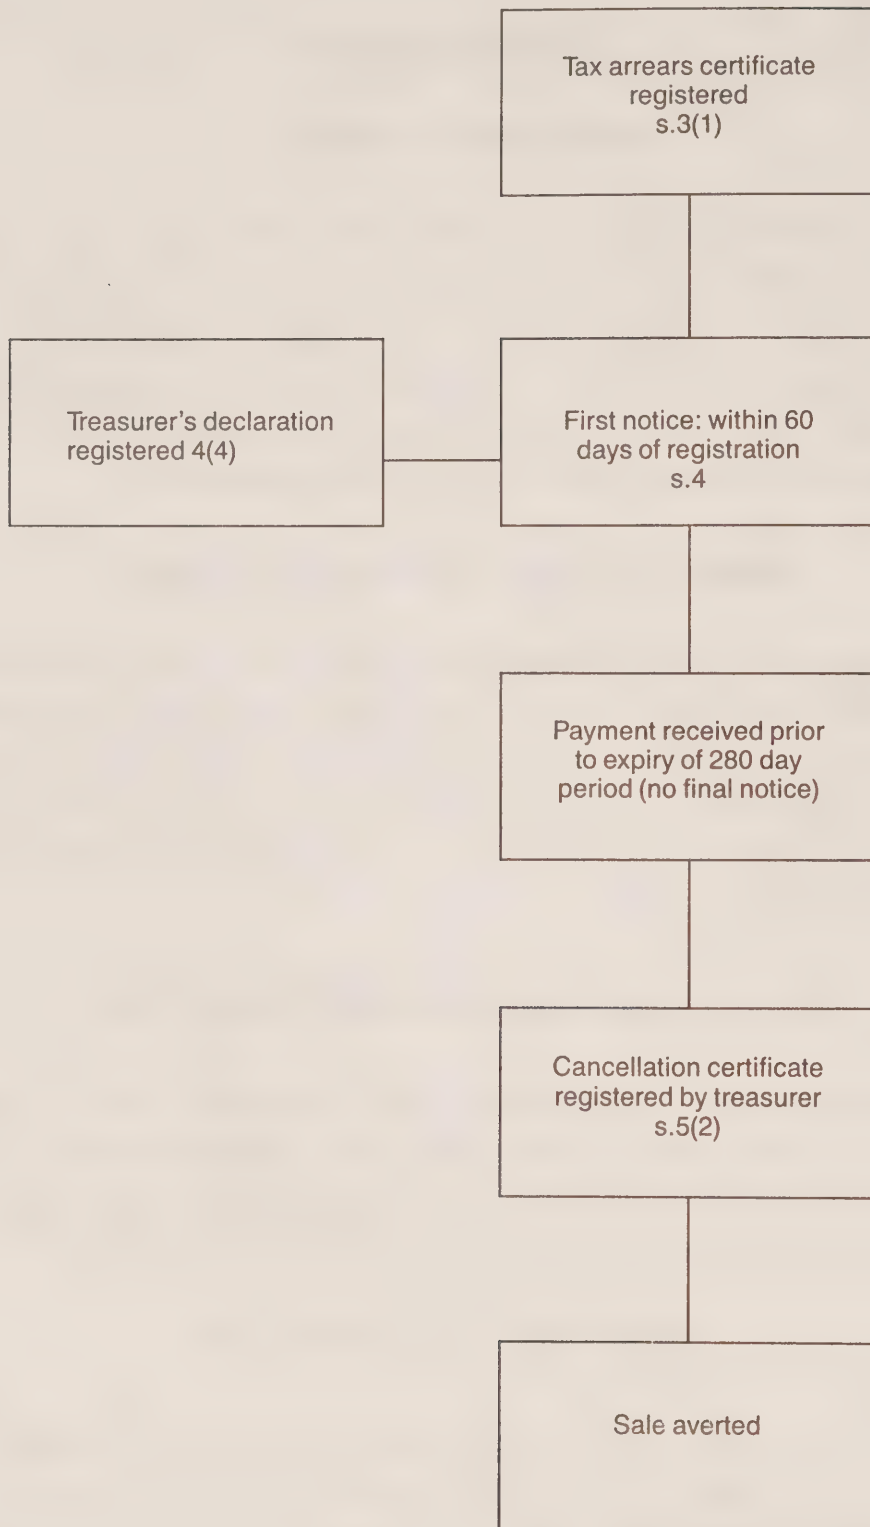 Tax arrears certificate
registered
s.3(1)
Treasurer's declaration
registered 4(4)
First notice: within 60
days of registration
s.4
Payment received prior
to expiry of 280 day
period (no final notice)
Cancellation certificate
registered by treasurer
s.5(2)
Sale averted